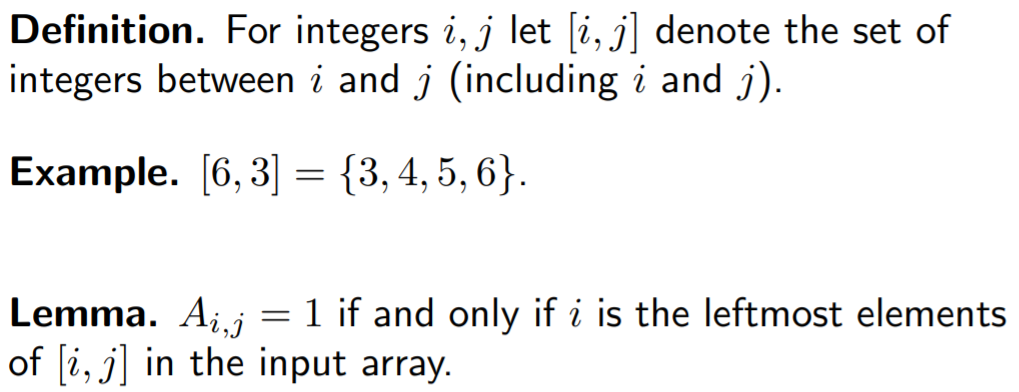 Definition. For integers i, j let [i, j] denote the set of
integers between i and j (including i and j).
Example. [6, 3] = {3, 4, 5, 6}.
Lemma. A_{i,j} = 1 if and only if i is the leftmost elements
of [i, j] in the input array.